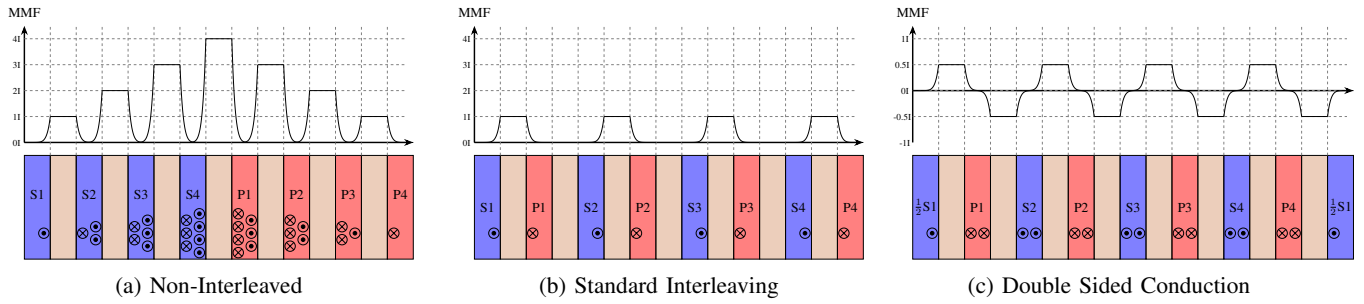 MMF
4I
3I
2I
1I
0I
S1 S2 S3 S4 P1 P2 P3 P4
(a) Non-Interleaved
MMF
4I
3I
2I
1I
0I
S1 P1 S2 P2 S3 P3 S4 P4
(b) Standard Interleaving
MMF
1I
0.5I
0I
-0.5I
-1I
½S1 P1 S2 P2 S3 P3 S4 P4 ½S1
(c) Double Sided Conduction